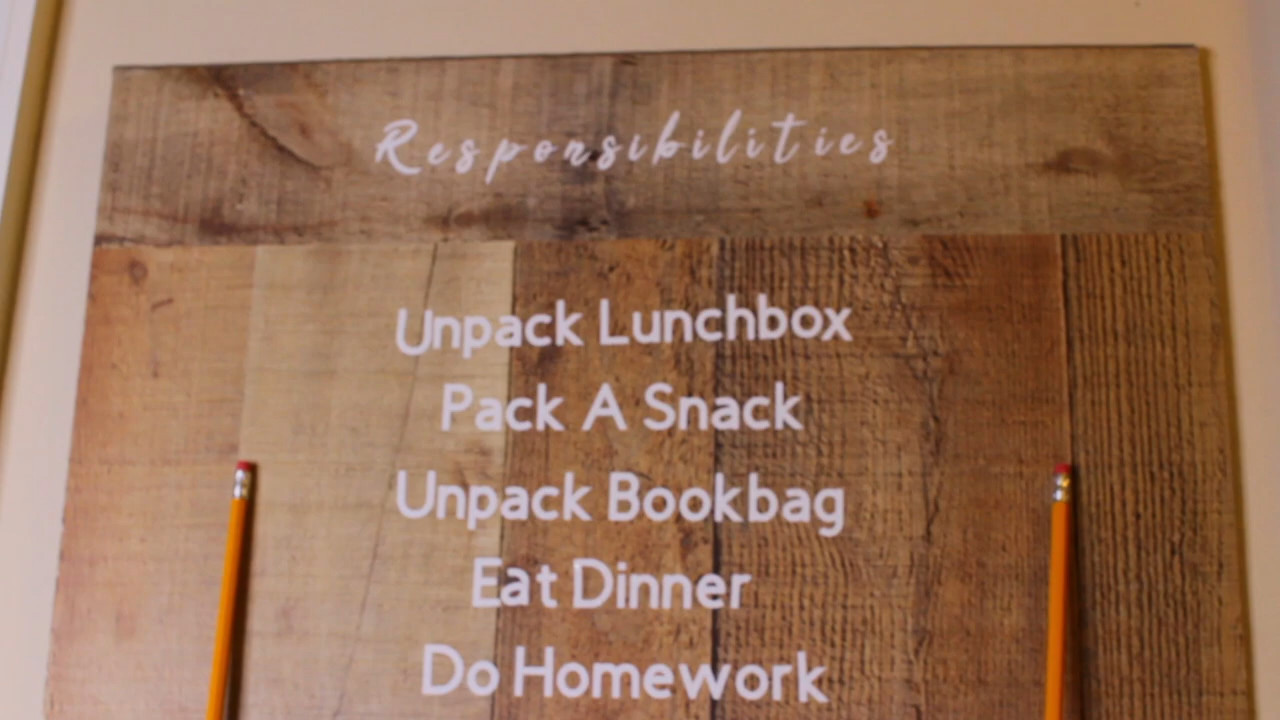 Responsibilities
Unpack Lunchbox
Pack A Snack
Unpack Bookbag
Eat Dinner
Do Homework